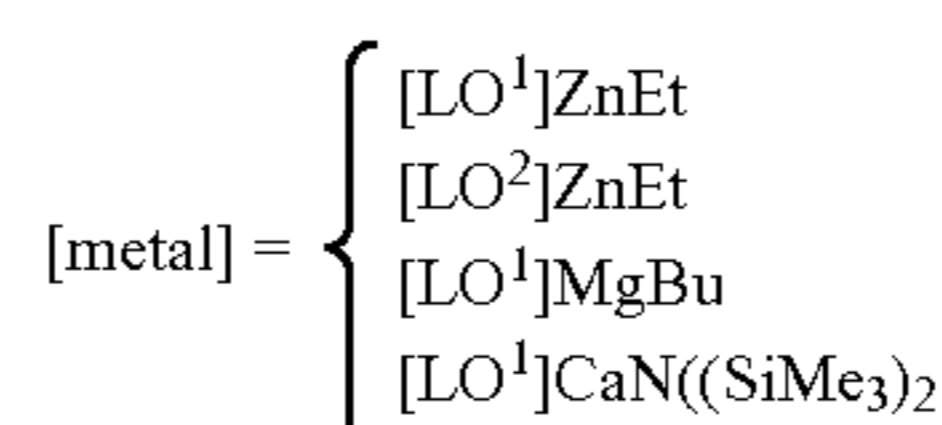 [LO¹]ZnEt
[LO²]ZnEt
[metal] =
[LO¹]MgBu
[LO¹]CaN((SiMe₃)₂